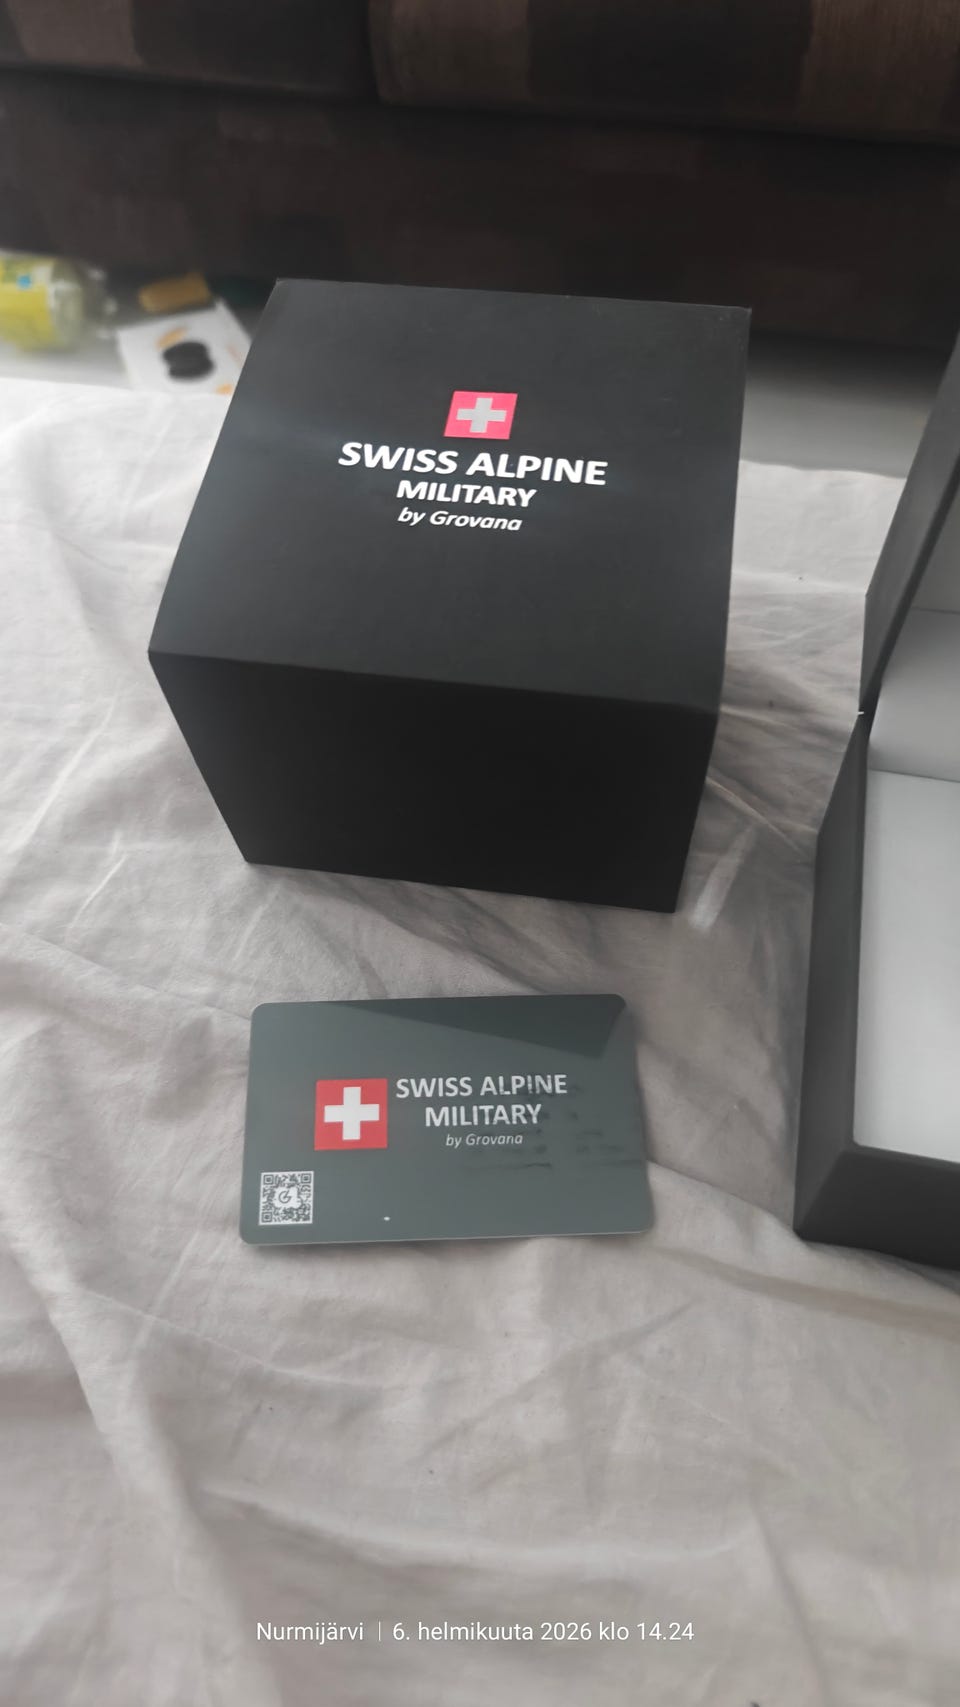 SWISS ALPINE
MILITARY
by Grovana
SWISS ALPINE
MILITARY
by Grovana
Nurmijärvi | 6. helmikuuta 2026 klo 14.24